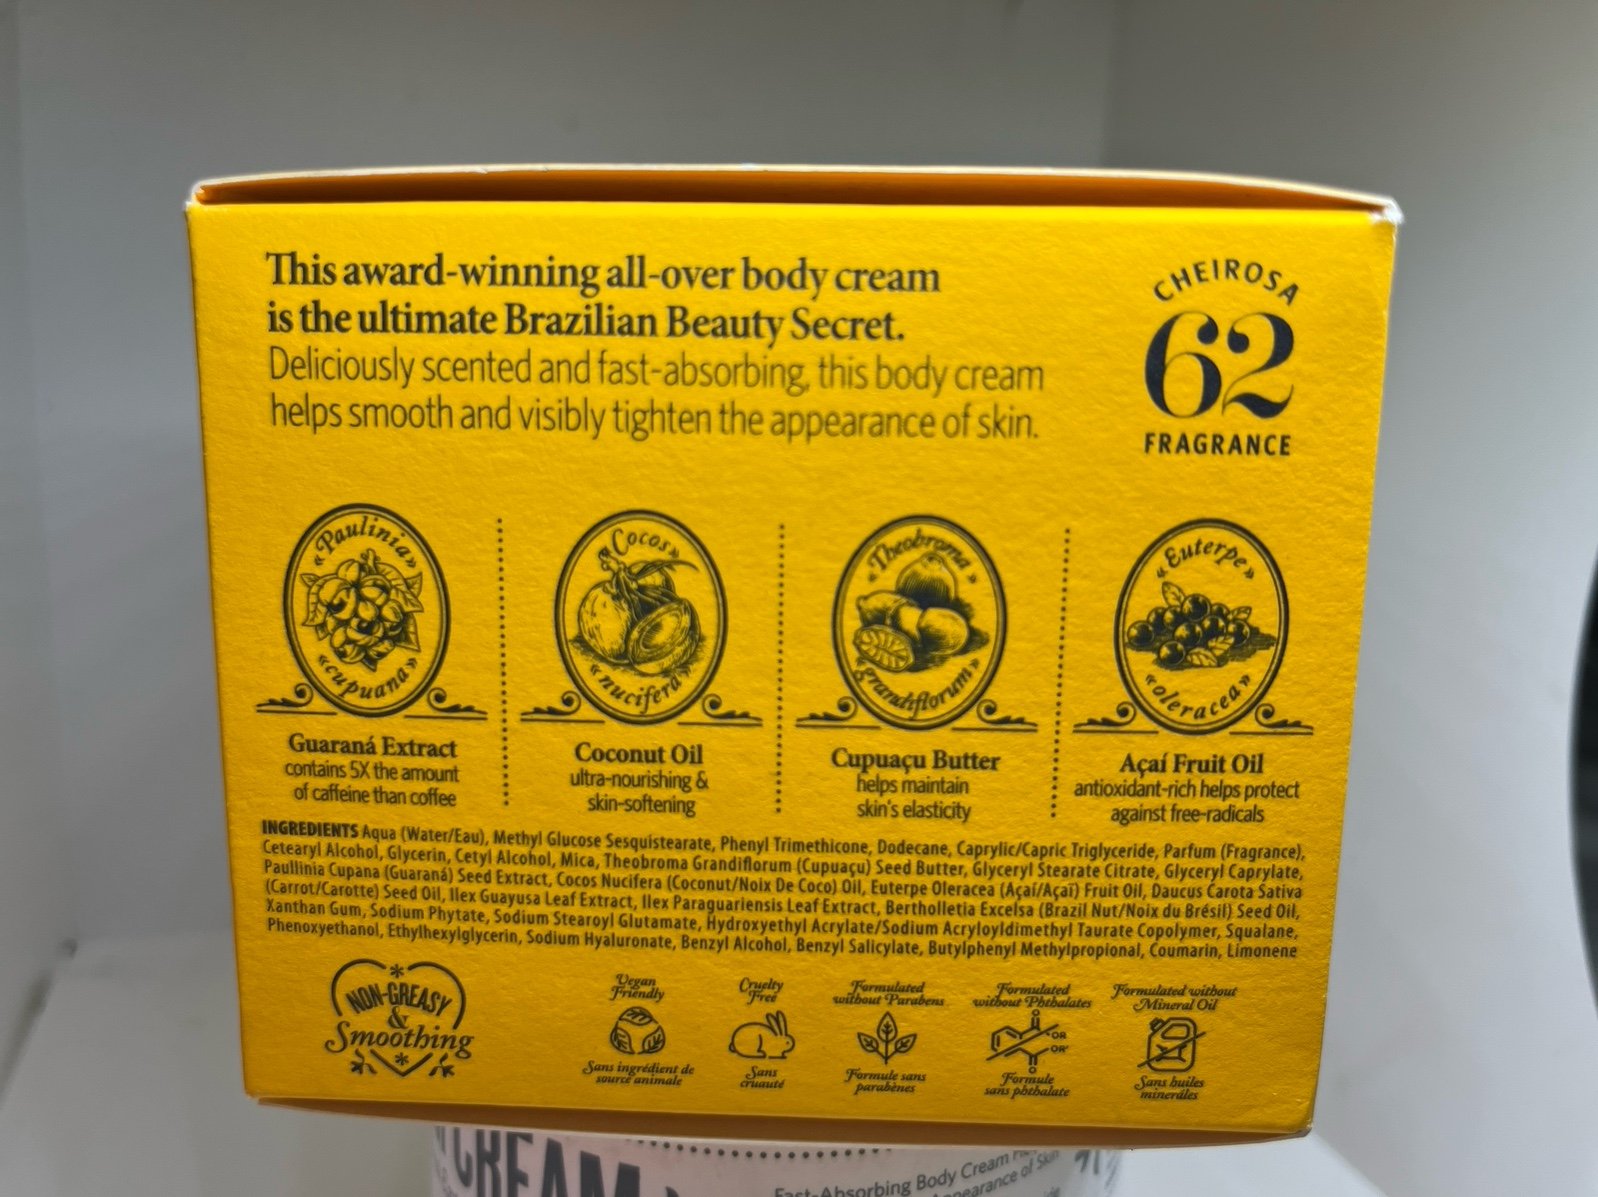 This award-winning all-over body cream
is the ultimate Brazilian Beauty Secret.
Deliciously scented and fast-absorbing, this body cream
helps smooth and visibly tighten the appearance of skin.
CHEIROSA
62
FRAGRANCE
«Paulinia»
«cupuana»
«Cocos»
«nucifera»
«Theobroma»
«grandiflorum»
«Euterpe»
«oleracea»
Guaraná Extract
contains 5X the amount
of caffeine than coffee
Coconut Oil
ultra-nourishing &
skin-softening
Cupuaçu Butter
helps maintain
skin's elasticity
Açaí Fruit Oil
antioxidant-rich helps protect
against free-radicals
INGREDIENTS Aqua (Water/Eau), Methyl Glucose Sesquistearate, Phenyl Trimethicone, Dodecane, Caprylic/Capric Triglyceride, Parfum (Fragrance),
Cetearyl Alcohol, Glycerin, Cetyl Alcohol, Mica, Theobroma Grandiflorum (Cupuaçu) Seed Butter, Glyceryl Stearate Citrate, Glyceryl Caprylate,
Paullinia Cupana (Guaraná) Seed Extract, Cocos Nucifera (Coconut/Noix De Coco) Oil, Euterpe Oleracea (Açaí/Açaï) Fruit Oil, Daucus Carota Sativa
(Carrot/Carotte) Seed Oil, Ilex Guayusa Leaf Extract, Ilex Paraguariensis Leaf Extract, Bertholletia Excelsa (Brazil Nut/Noix du Brésil) Seed Oil,
Xanthan Gum, Sodium Phytate, Sodium Stearoyl Glutamate, Hydroxyethyl Acrylate/Sodium Acryloyldimethyl Taurate Copolymer, Squalane,
Phenoxyethanol, Ethylhexylglycerin, Sodium Hyaluronate, Benzyl Alcohol, Benzyl Salicylate, Butylphenyl Methylpropional, Coumarin, Limonene
NON-GREASY
&
Smoothing
Vegan
Friendly
Sans ingrédient de
source animale
Cruelty
Free
Sans
cruauté
Formulated
without Parabens
Formule sans
parabènes
Formulated
without Phthalates
O
OR
OR'
O
Formule
sans phthalate
Formulated without
Mineral Oil
Sans huiles
minérales
CREAM
Fast-Absorbing Body Cream
of Skin